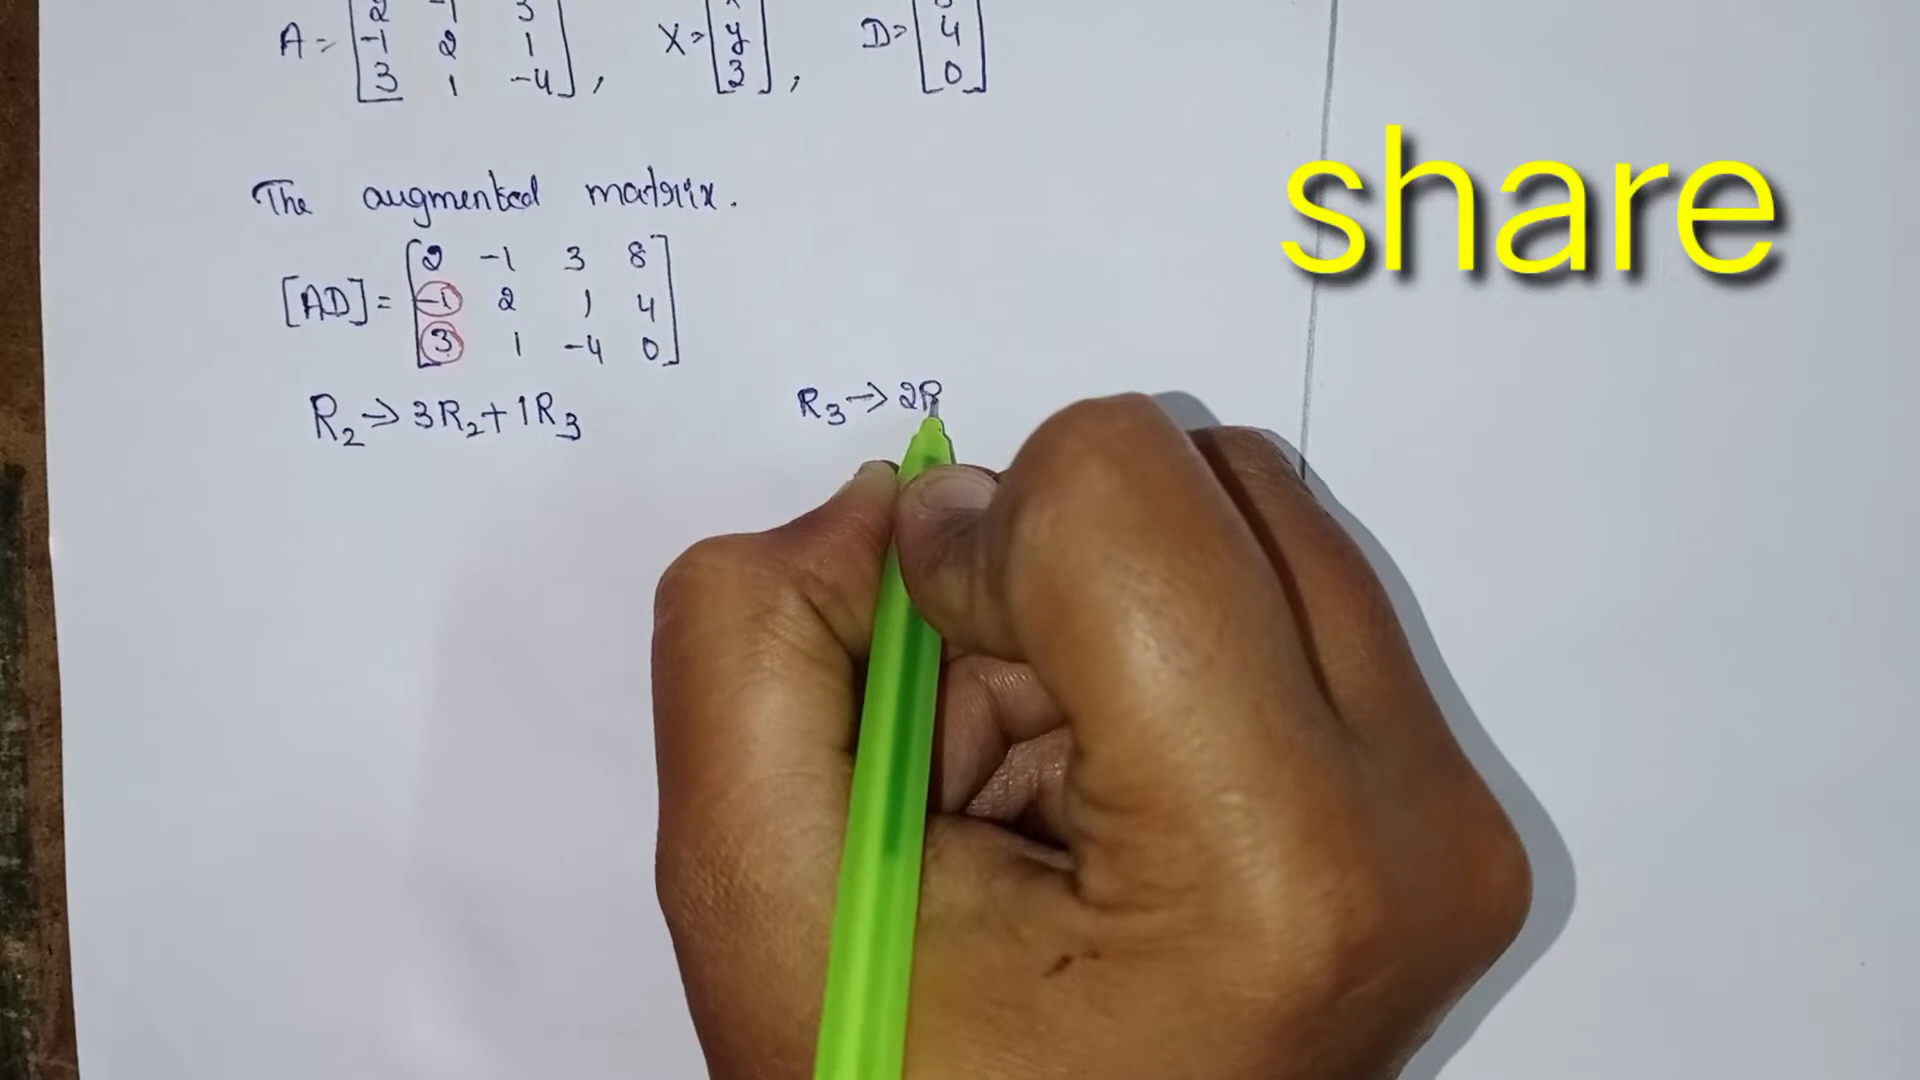 A = [2 -1 3
-1 2 1
3 1 -4], X = [y
3], D = [4
0]
share
The augmented matrix.
[AD] = [2 -1 3 8
-1 2 1 4
3 1 -4 0]
R2 → 3R2 + 1R3
R3 → 2R